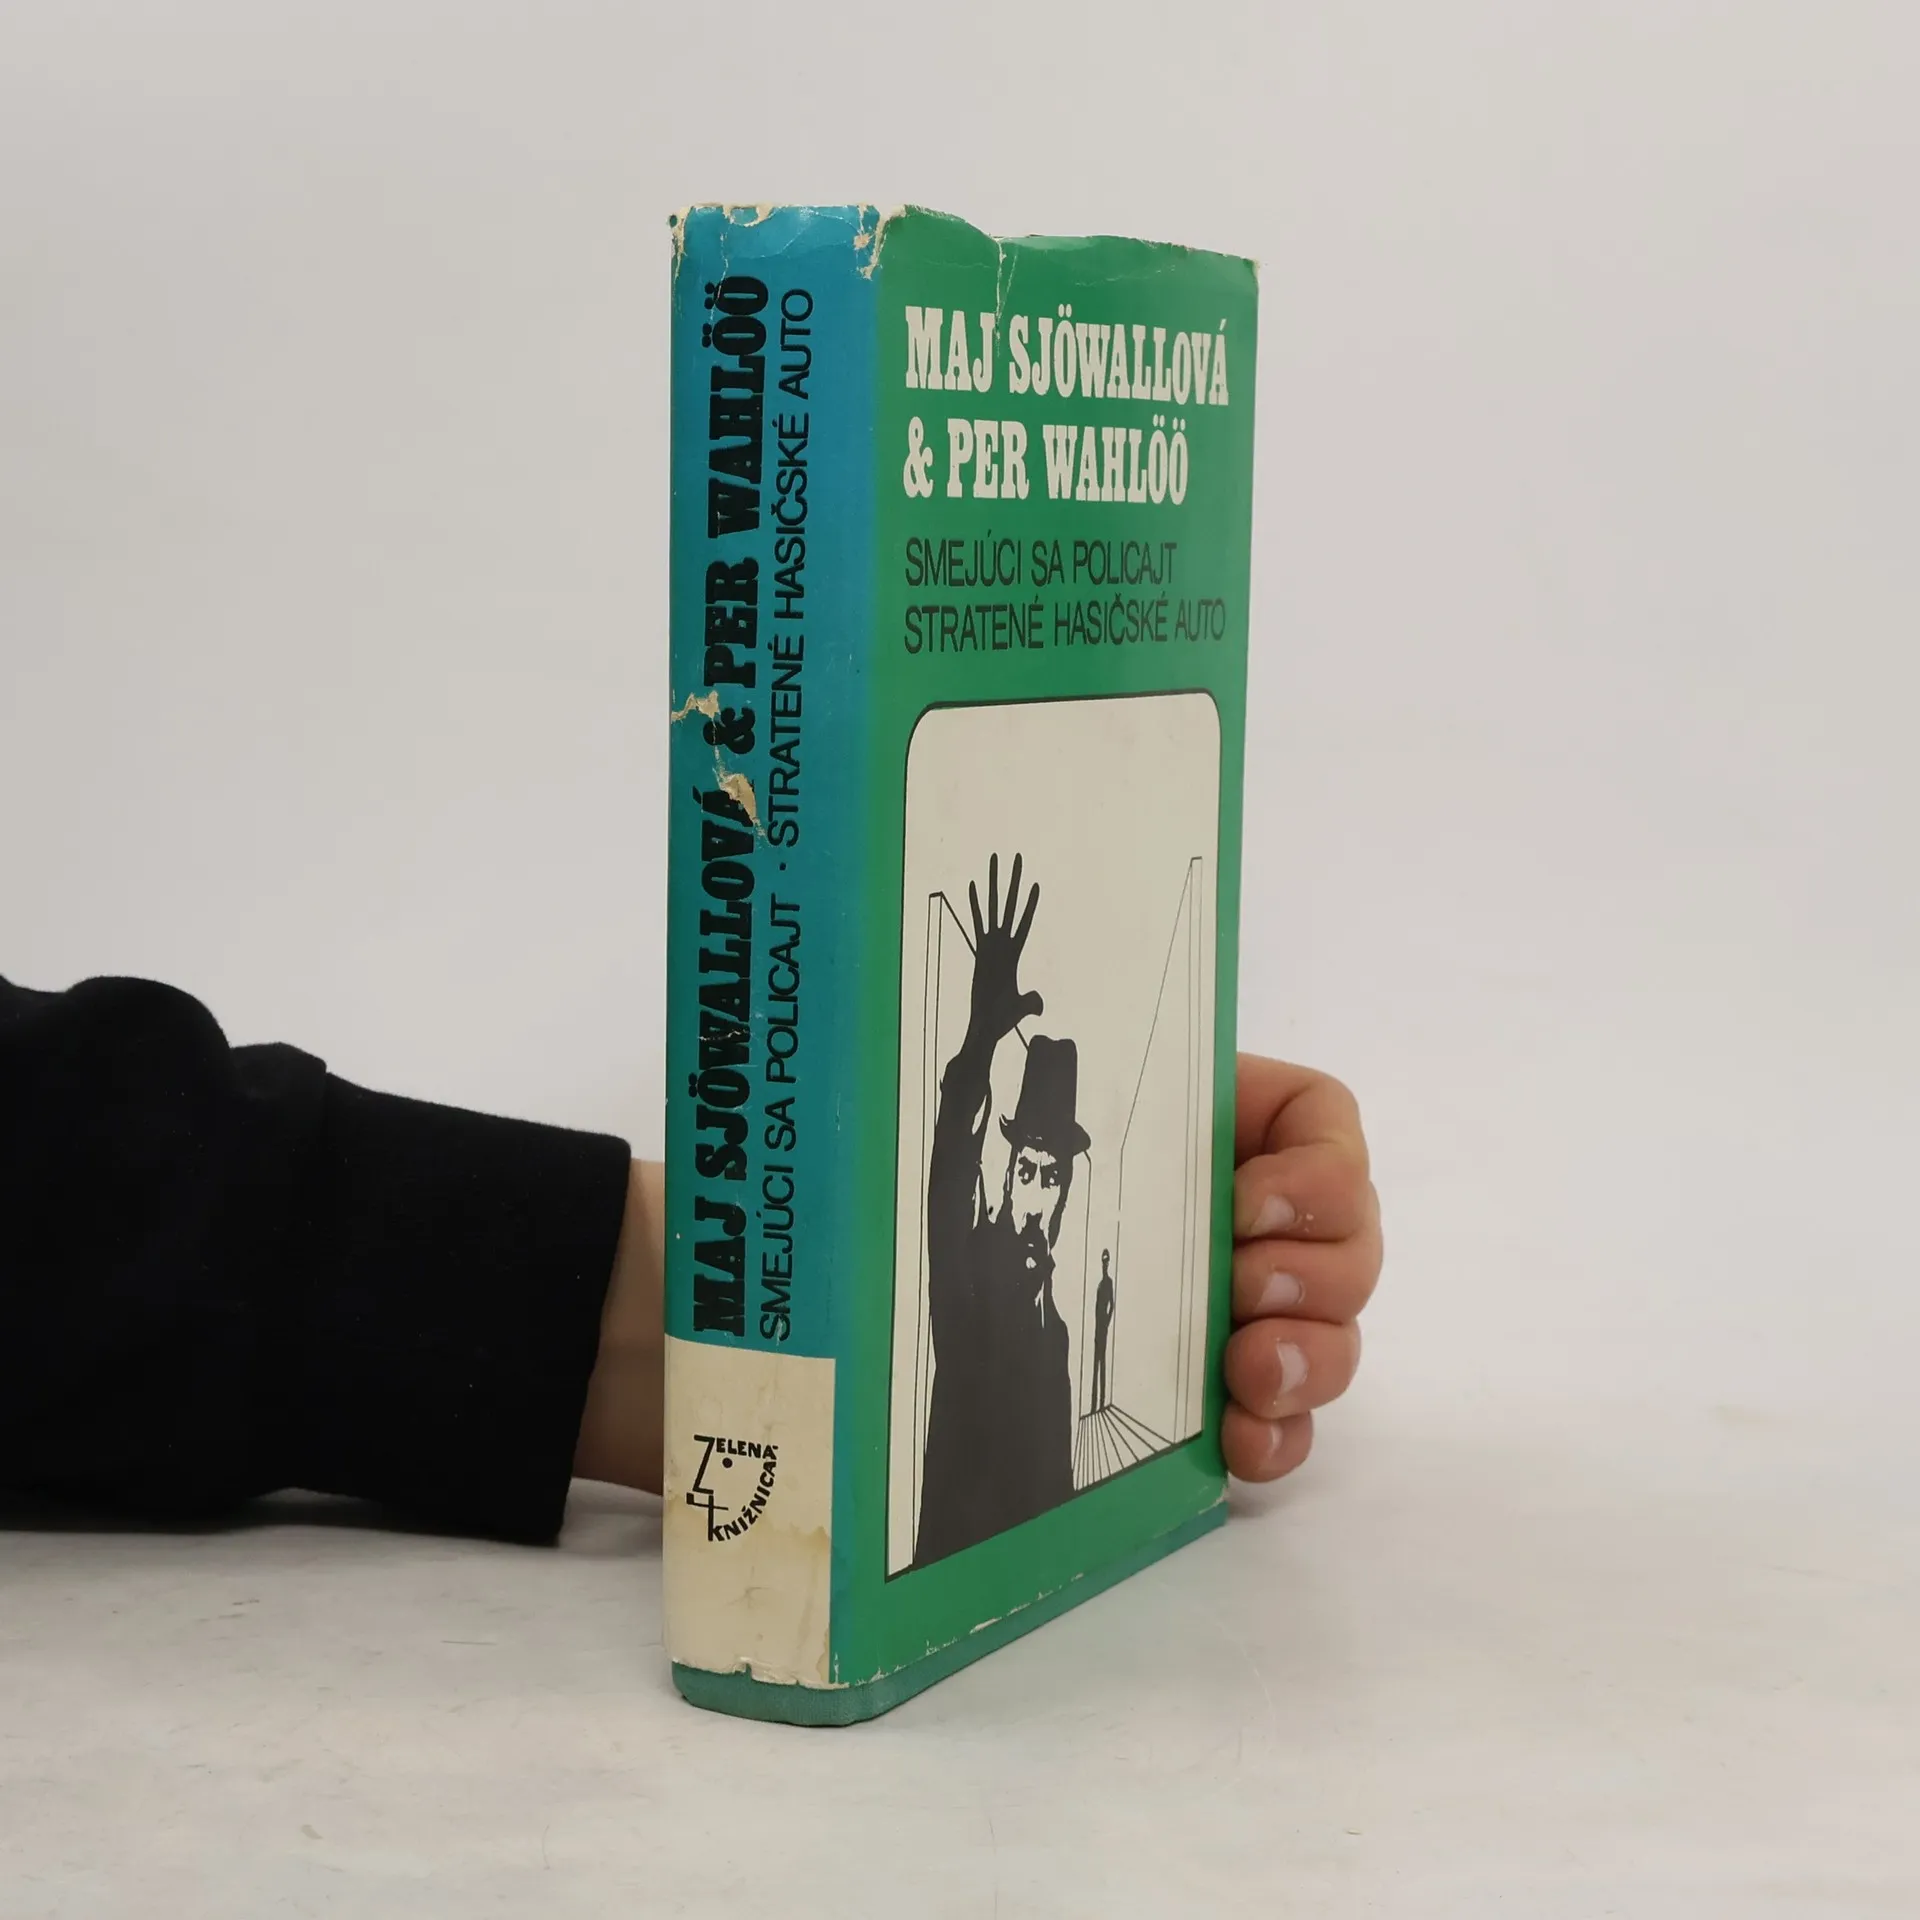 MAJ SJÖWALLOVÁ & PER WAHLÖÖ
SMEJÚCI SA POLICAJT · STRATENÉ HASIČSKÉ AUTO
ZELENÁ
KNIŽNICA
MAJ SJÖWALLOVÁ
& PER WAHLÖÖ
SMEJÚCI SA POLICAJT
STRATENÉ HASIČSKÉ AUTO